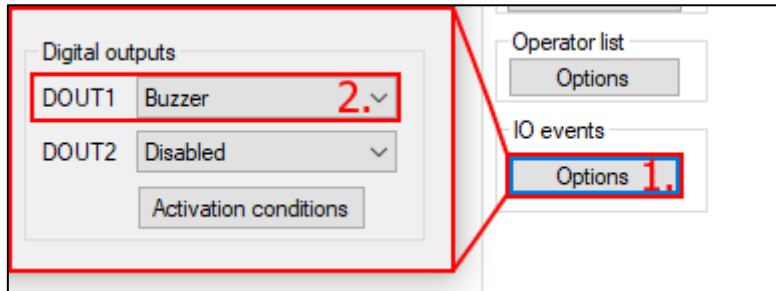 Digital outputs
DOUT1 Buzzer 2.
DOUT2 Disabled
Activation conditions
Operator list
Options
IO events
Options 1.